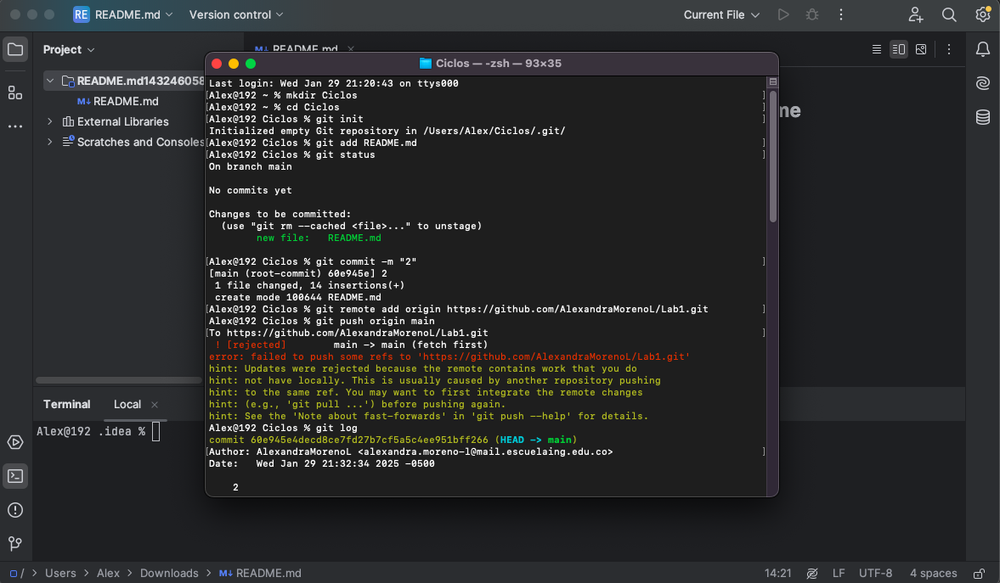 RE README.md Version control Current File
Project
README.md
README.md143246058
README.md
External Libraries
Scratches and Consoles
me
Ciclos — -zsh — 93×35
Last login: Wed Jan 29 21:20:43 on ttys000
[Alex@192 ~ % mkdir Ciclos ]
[Alex@192 ~ % cd Ciclos ]
[Alex@192 Ciclos % git init ]
Initialized empty Git repository in /Users/Alex/Ciclos/.git/
[Alex@192 Ciclos % git add README.md ]
[Alex@192 Ciclos % git status ]
On branch main
No commits yet
Changes to be committed:
(use "git rm --cached <file>..." to unstage)
new file: README.md
[Alex@192 Ciclos % git commit -m "2" ]
[main (root-commit) 60e945e] 2
1 file changed, 14 insertions(+)
create mode 100644 README.md
[Alex@192 Ciclos % git remote add origin https://github.com/AlexandraMorenoL/Lab1.git ]
Alex@192 Ciclos % git push origin main
[To https://github.com/AlexandraMorenoL/Lab1.git ]
! [rejected] main -> main (fetch first)
error: failed to push some refs to 'https://github.com/AlexandraMorenoL/Lab1.git'
hint: Updates were rejected because the remote contains work that you do
hint: not have locally. This is usually caused by another repository pushing
hint: to the same ref. You may want to first integrate the remote changes
hint: (e.g., 'git pull ...') before pushing again.
hint: See the 'Note about fast-forwards' in 'git push --help' for details.
Alex@192 Ciclos % git log
commit 60e945e4decd8ce7fd27b7cf5a5c4ee951bff266 (HEAD -> main)
[Author: AlexandraMorenoL <alexandra.moreno-l@mail.escuelaing.edu.co> ]
Date: Wed Jan 29 21:32:34 2025 -0500
2
Terminal Local
Alex@192 .idea %
/ > Users > Alex > Downloads > README.md 14:21 LF UTF-8 4 spaces